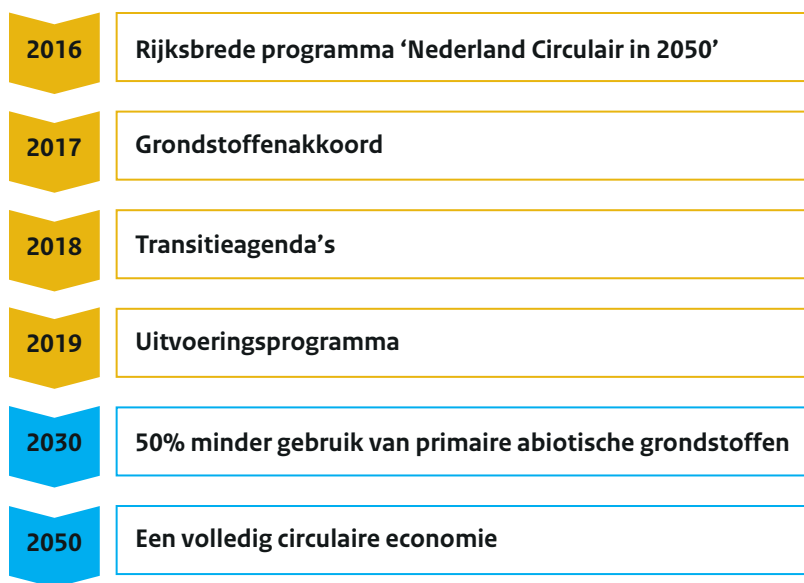 2016
Rijksbrede programma ‘Nederland Circulair in 2050’
2017
Grondstoffenakkoord
2018
Transitieagenda’s
2019
Uitvoeringsprogramma
2030
50% minder gebruik van primaire abiotische grondstoffen
2050
Een volledig circulaire economie